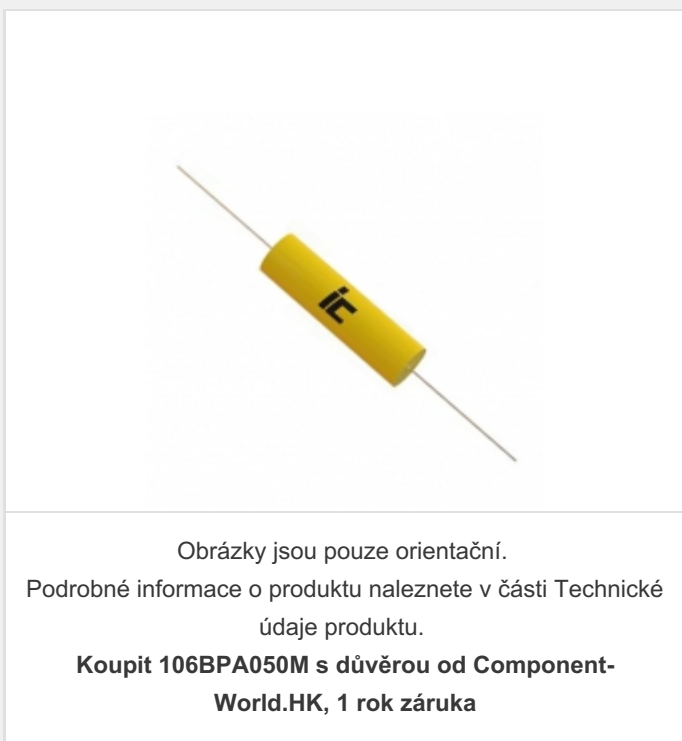 ic
Obrázky jsou pouze orientační.
Podrobné informace o produktu naleznete v části Technické
údaje produktu.
Koupit 106BPA050M s důvěrou od Component-
World.HK, 1 rok záruka